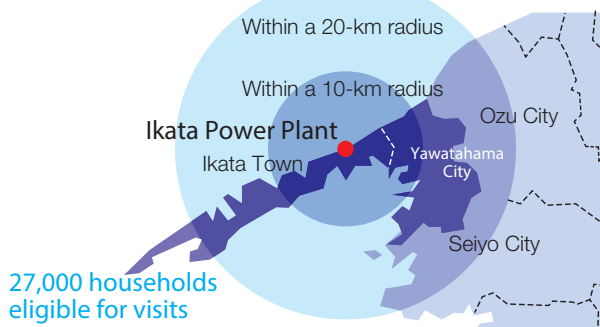 Within a 20-km radius
Within a 10-km radius
Ozu City
Ikata Power Plant
Ikata Town
Yawatahama
City
Seiyo City
27,000 households
eligible for visits